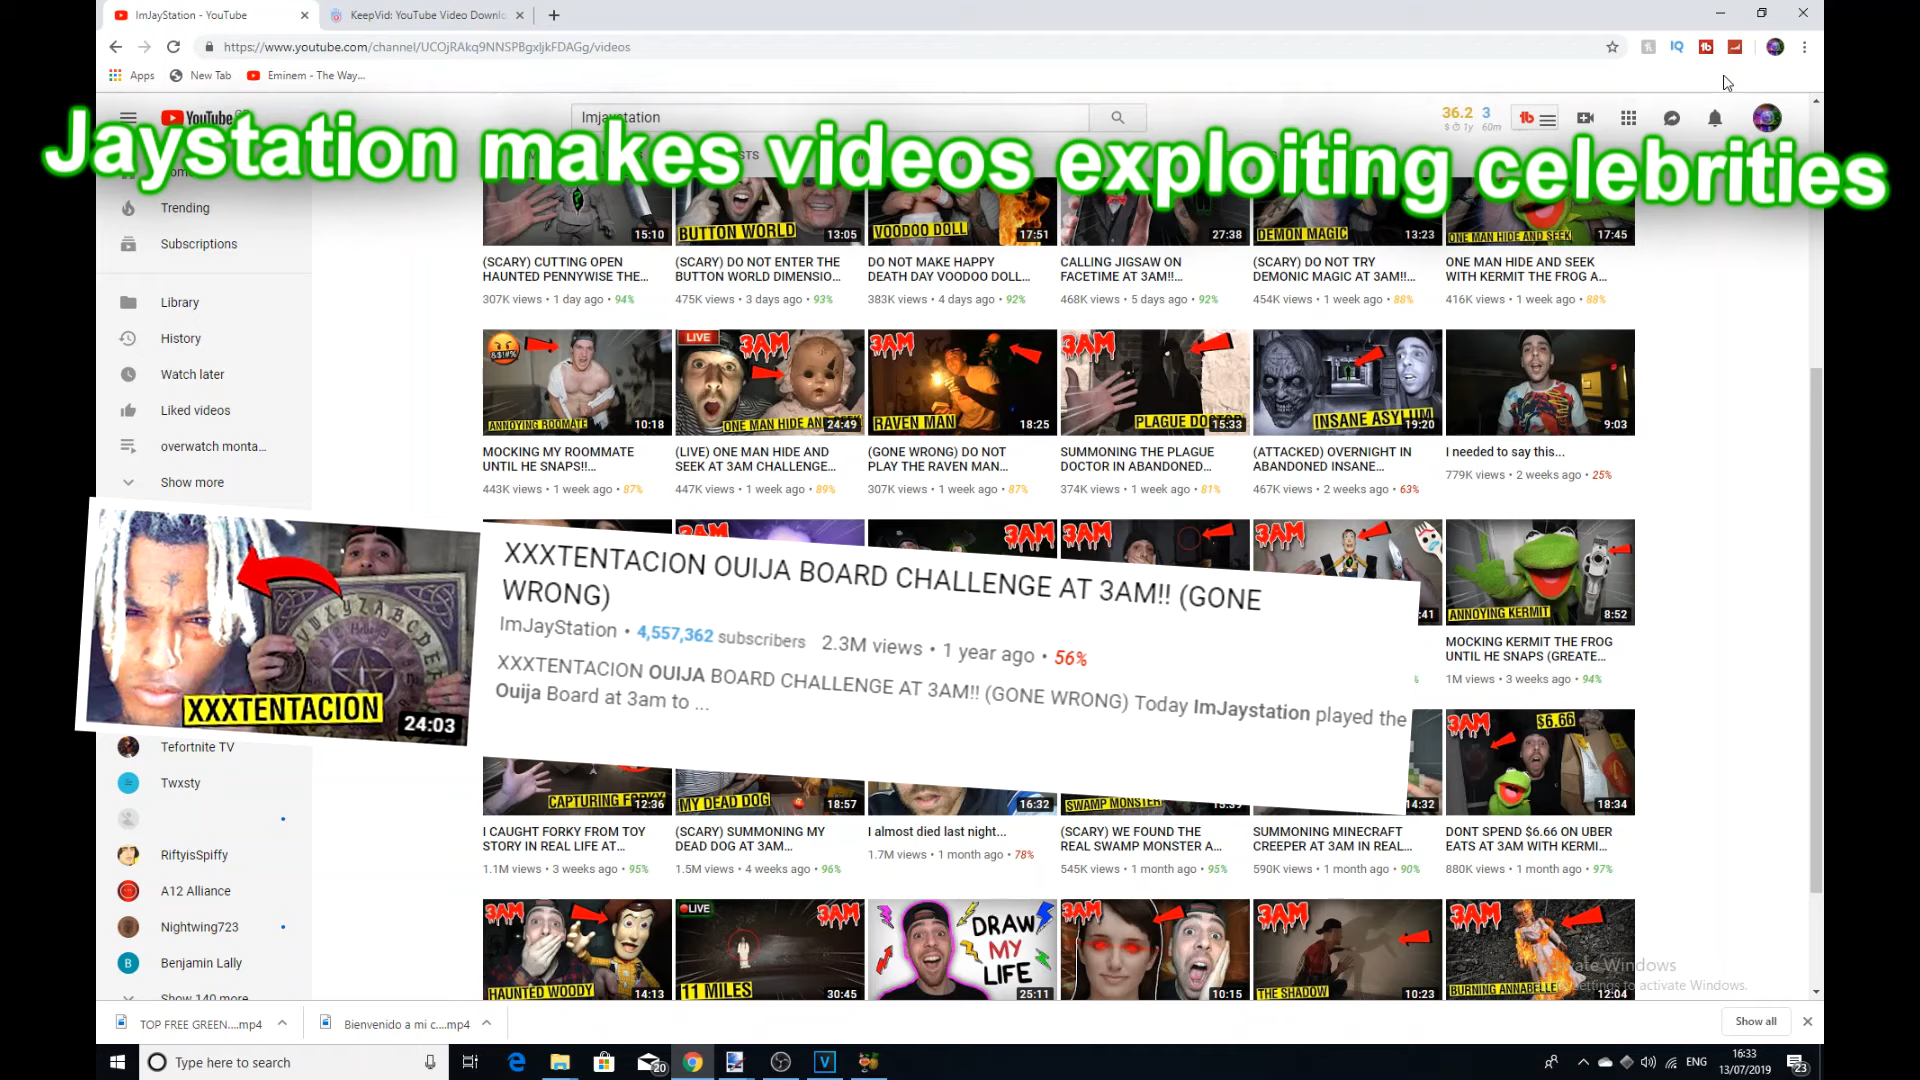 ImJayStation - YouTube
KeepVid: YouTube Video Downlo
https://www.youtube.com/channel/UCOjRAkq9NNSPBgxljkFDAGg/videos
Apps
New Tab
Eminem - The Way...
YouTube
Imjaystation
36.2 3
1y 60m
Jaystation makes videos exploiting celebrities
Trending
Subscriptions
Library
History
Watch later
Liked videos
overwatch monta...
Show more
15:10
BUTTON WORLD 13:05
VOODOO DOLL 17:51
27:38
DEMON MAGIC 13:23
ONE MAN HIDE AND SEEK 17:45
(SCARY) CUTTING OPEN
HAUNTED PENNYWISE THE...
307K views • 1 day ago • 94%
(SCARY) DO NOT ENTER THE
BUTTON WORLD DIMENSIO...
475K views • 3 days ago • 93%
DO NOT MAKE HAPPY
DEATH DAY VOODOO DOLL...
383K views • 4 days ago • 92%
CALLING JIGSAW ON
FACETIME AT 3AM!!...
468K views • 5 days ago • 92%
(SCARY) DO NOT TRY
DEMONIC MAGIC AT 3AM!!...
454K views • 1 week ago • 88%
ONE MAN HIDE AND SEEK
WITH KERMIT THE FROG A...
416K views • 1 week ago • 88%
ANNOYING ROOMATE 10:18
LIVE 3AM
ONE MAN HIDE AND SEEK 24:49
3AM
RAVEN MAN 18:25
3AM
PLAGUE DO 15:33
INSANE ASYLUM 19:20
9:03
MOCKING MY ROOMMATE
UNTIL HE SNAPS!!...
443K views • 1 week ago • 87%
(LIVE) ONE MAN HIDE AND
SEEK AT 3AM CHALLENGE...
447K views • 1 week ago • 89%
(GONE WRONG) DO NOT
PLAY THE RAVEN MAN...
307K views • 1 week ago • 87%
SUMMONING THE PLAGUE
DOCTOR IN ABANDONED...
374K views • 1 week ago • 81%
(ATTACKED) OVERNIGHT IN
ABANDONED INSANE...
467K views • 2 weeks ago • 63%
I needed to say this...
779K views • 2 weeks ago • 25%
3AM
3AM
3AM
3AM
:41
ANNOYING KERMIT 8:52
MOCKING KERMIT THE FROG
UNTIL HE SNAPS (GREATE...
1M views • 3 weeks ago • 94%
XXXTENTACION
24:03
XXXTENTACION OUIJA BOARD CHALLENGE AT 3AM!! (GONE
WRONG)
ImJayStation • 4,557,362 subscribers 2.3M views • 1 year ago • 56%
XXXTENTACION OUIJA BOARD CHALLENGE AT 3AM!! (GONE WRONG) Today ImJaystation played the
Ouija Board at 3am to ...
Tefortnite TV
Twxsty
RiftyisSpiffy
A12 Alliance
Nightwing723
Benjamin Lally
Show 140 more
CAPTURING FORKY 12:36
MY DEAD DOG 18:57
16:32
SWAMP MONSTER
14:32
3AM $6.66
18:34
I CAUGHT FORKY FROM TOY
STORY IN REAL LIFE AT...
1.1M views • 3 weeks ago • 95%
(SCARY) SUMMONING MY
DEAD DOG AT 3AM...
1.5M views • 4 weeks ago • 96%
I almost died last night...
1.7M views • 1 month ago • 78%
(SCARY) WE FOUND THE
REAL SWAMP MONSTER A...
545K views • 1 month ago • 95%
SUMMONING MINECRAFT
CREEPER AT 3AM IN REAL...
590K views • 1 month ago • 90%
DONT SPEND $6.66 ON UBER
EATS AT 3AM WITH KERMI...
880K views • 1 month ago • 97%
3AM
HAUNTED WOODY 14:13
LIVE 3AM
11 MILES 30:45
DRAW
MY
LIFE
25:11
3AM
10:15
3AM
THE SHADOW 10:23
3AM
BURNING ANNABELLE 12:04
TOP FREE GREEN....mp4
Bienvenido a mi c....mp4
Show all
Type here to search
20
ENG
16:33
13/07/2019
23